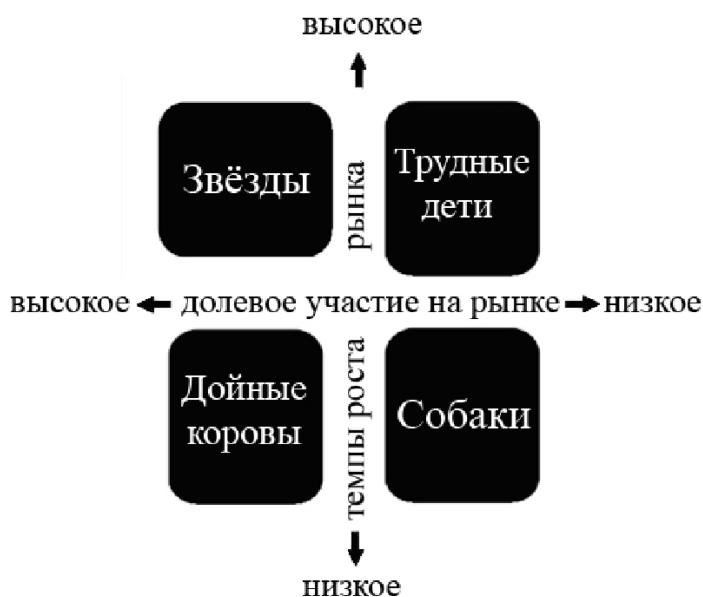 высокое
Звёзды
Трудные
дети
рынка
высокое
долевое участие на рынке
низкое
Дойные
коровы
темпы роста
Собаки
низкое